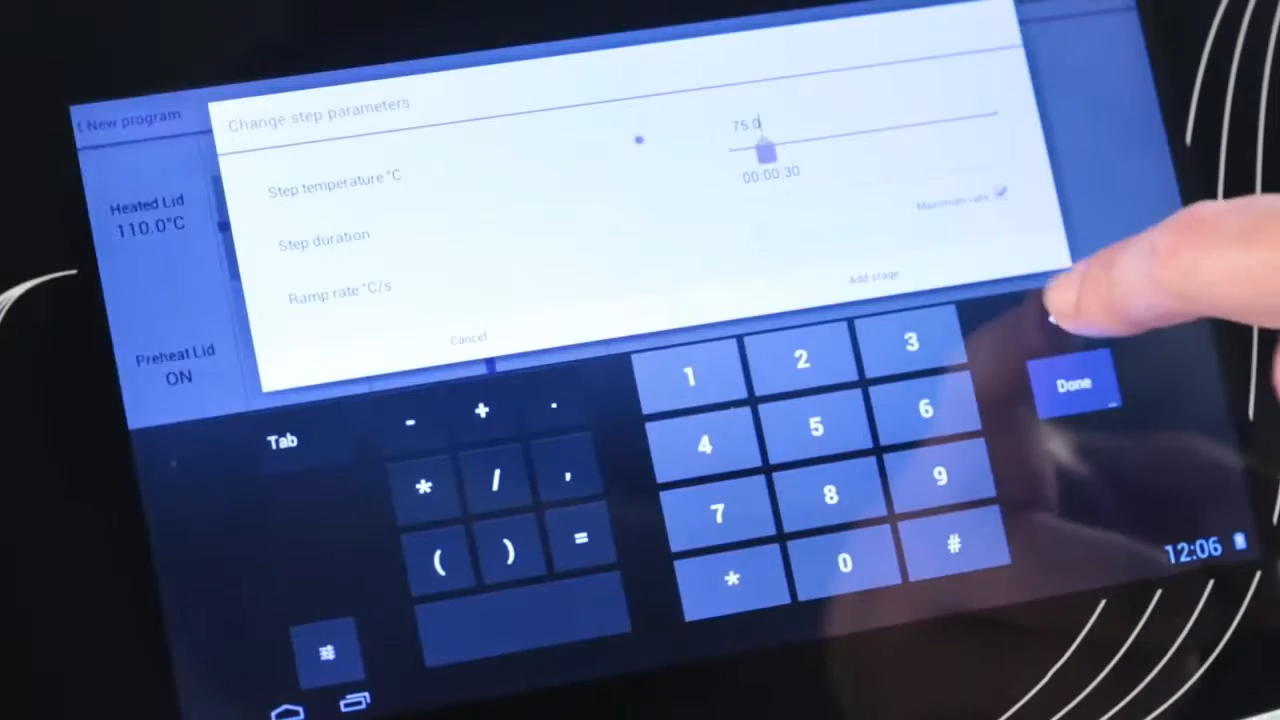 New program
Change step parameters
Heated Lid
110.0°C
Step temperature °C
75.0
Step duration
00:00:30
Ramp rate °C/s
Maximum rate
Cancel
Add stage
Preheat Lid
ON
Tab
- + .
* / ,
( ) =
1 2 3
4 5 6
7 8 9
* 0 #
Done
12:06